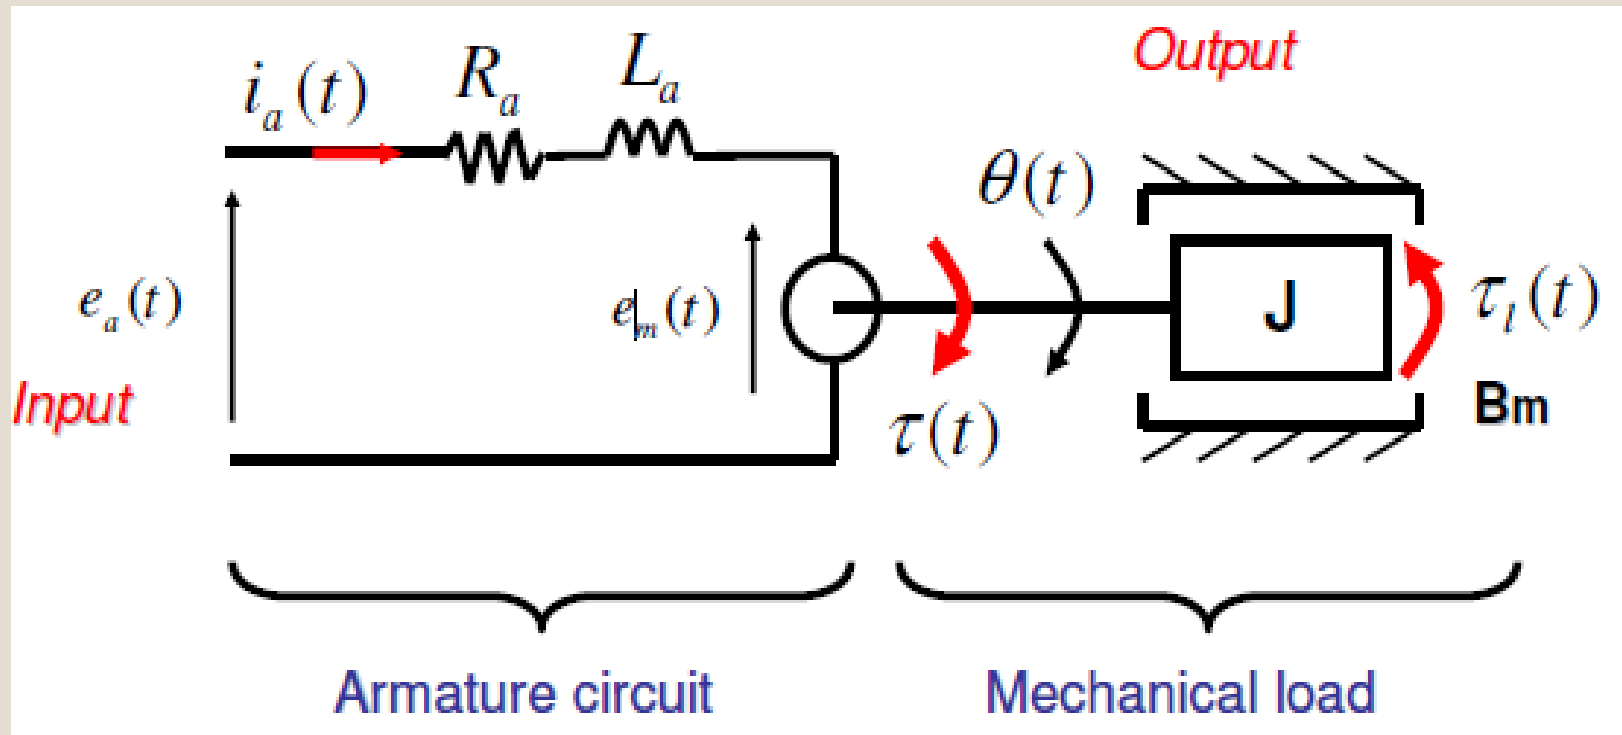 Output
i_a(t)
R_a
L_a
θ(t)
e_a(t)
e_m(t)
J
τ_l(t)
Input
τ(t)
Bm
Armature circuit
Mechanical load